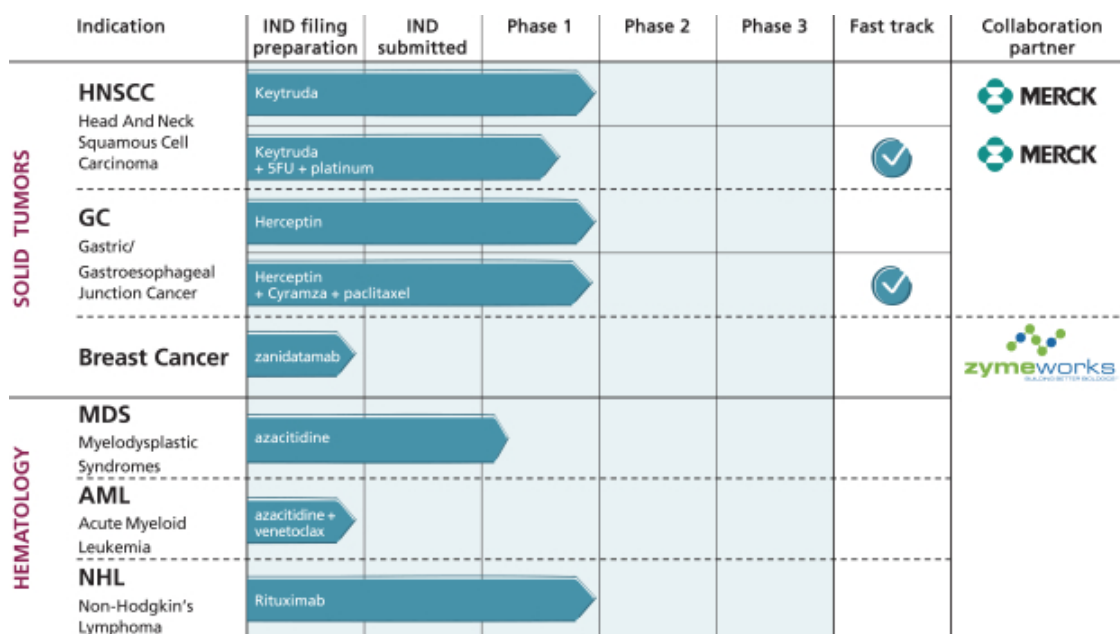 Indication
IND filing
preparation
IND
submitted
Phase 1
Phase 2
Phase 3
Fast track
Collaboration
partner
SOLID TUMORS
HNSCC
Head And Neck
Squamous Cell
Carcinoma
Keytruda
MERCK
Keytruda
+ 5FU + platinum
MERCK
GC
Gastric/
Gastroesophageal
Junction Cancer
Herceptin
Herceptin
+ Cyramza + paclitaxel
Breast Cancer
zanidatamab
zymeworks
BUILDING BETTER BIOLOGICS
HEMATOLOGY
MDS
Myelodysplastic
Syndromes
azacitidine
AML
Acute Myeloid
Leukemia
azacitidine +
venetoclax
NHL
Non-Hodgkin's
Lymphoma
Rituximab